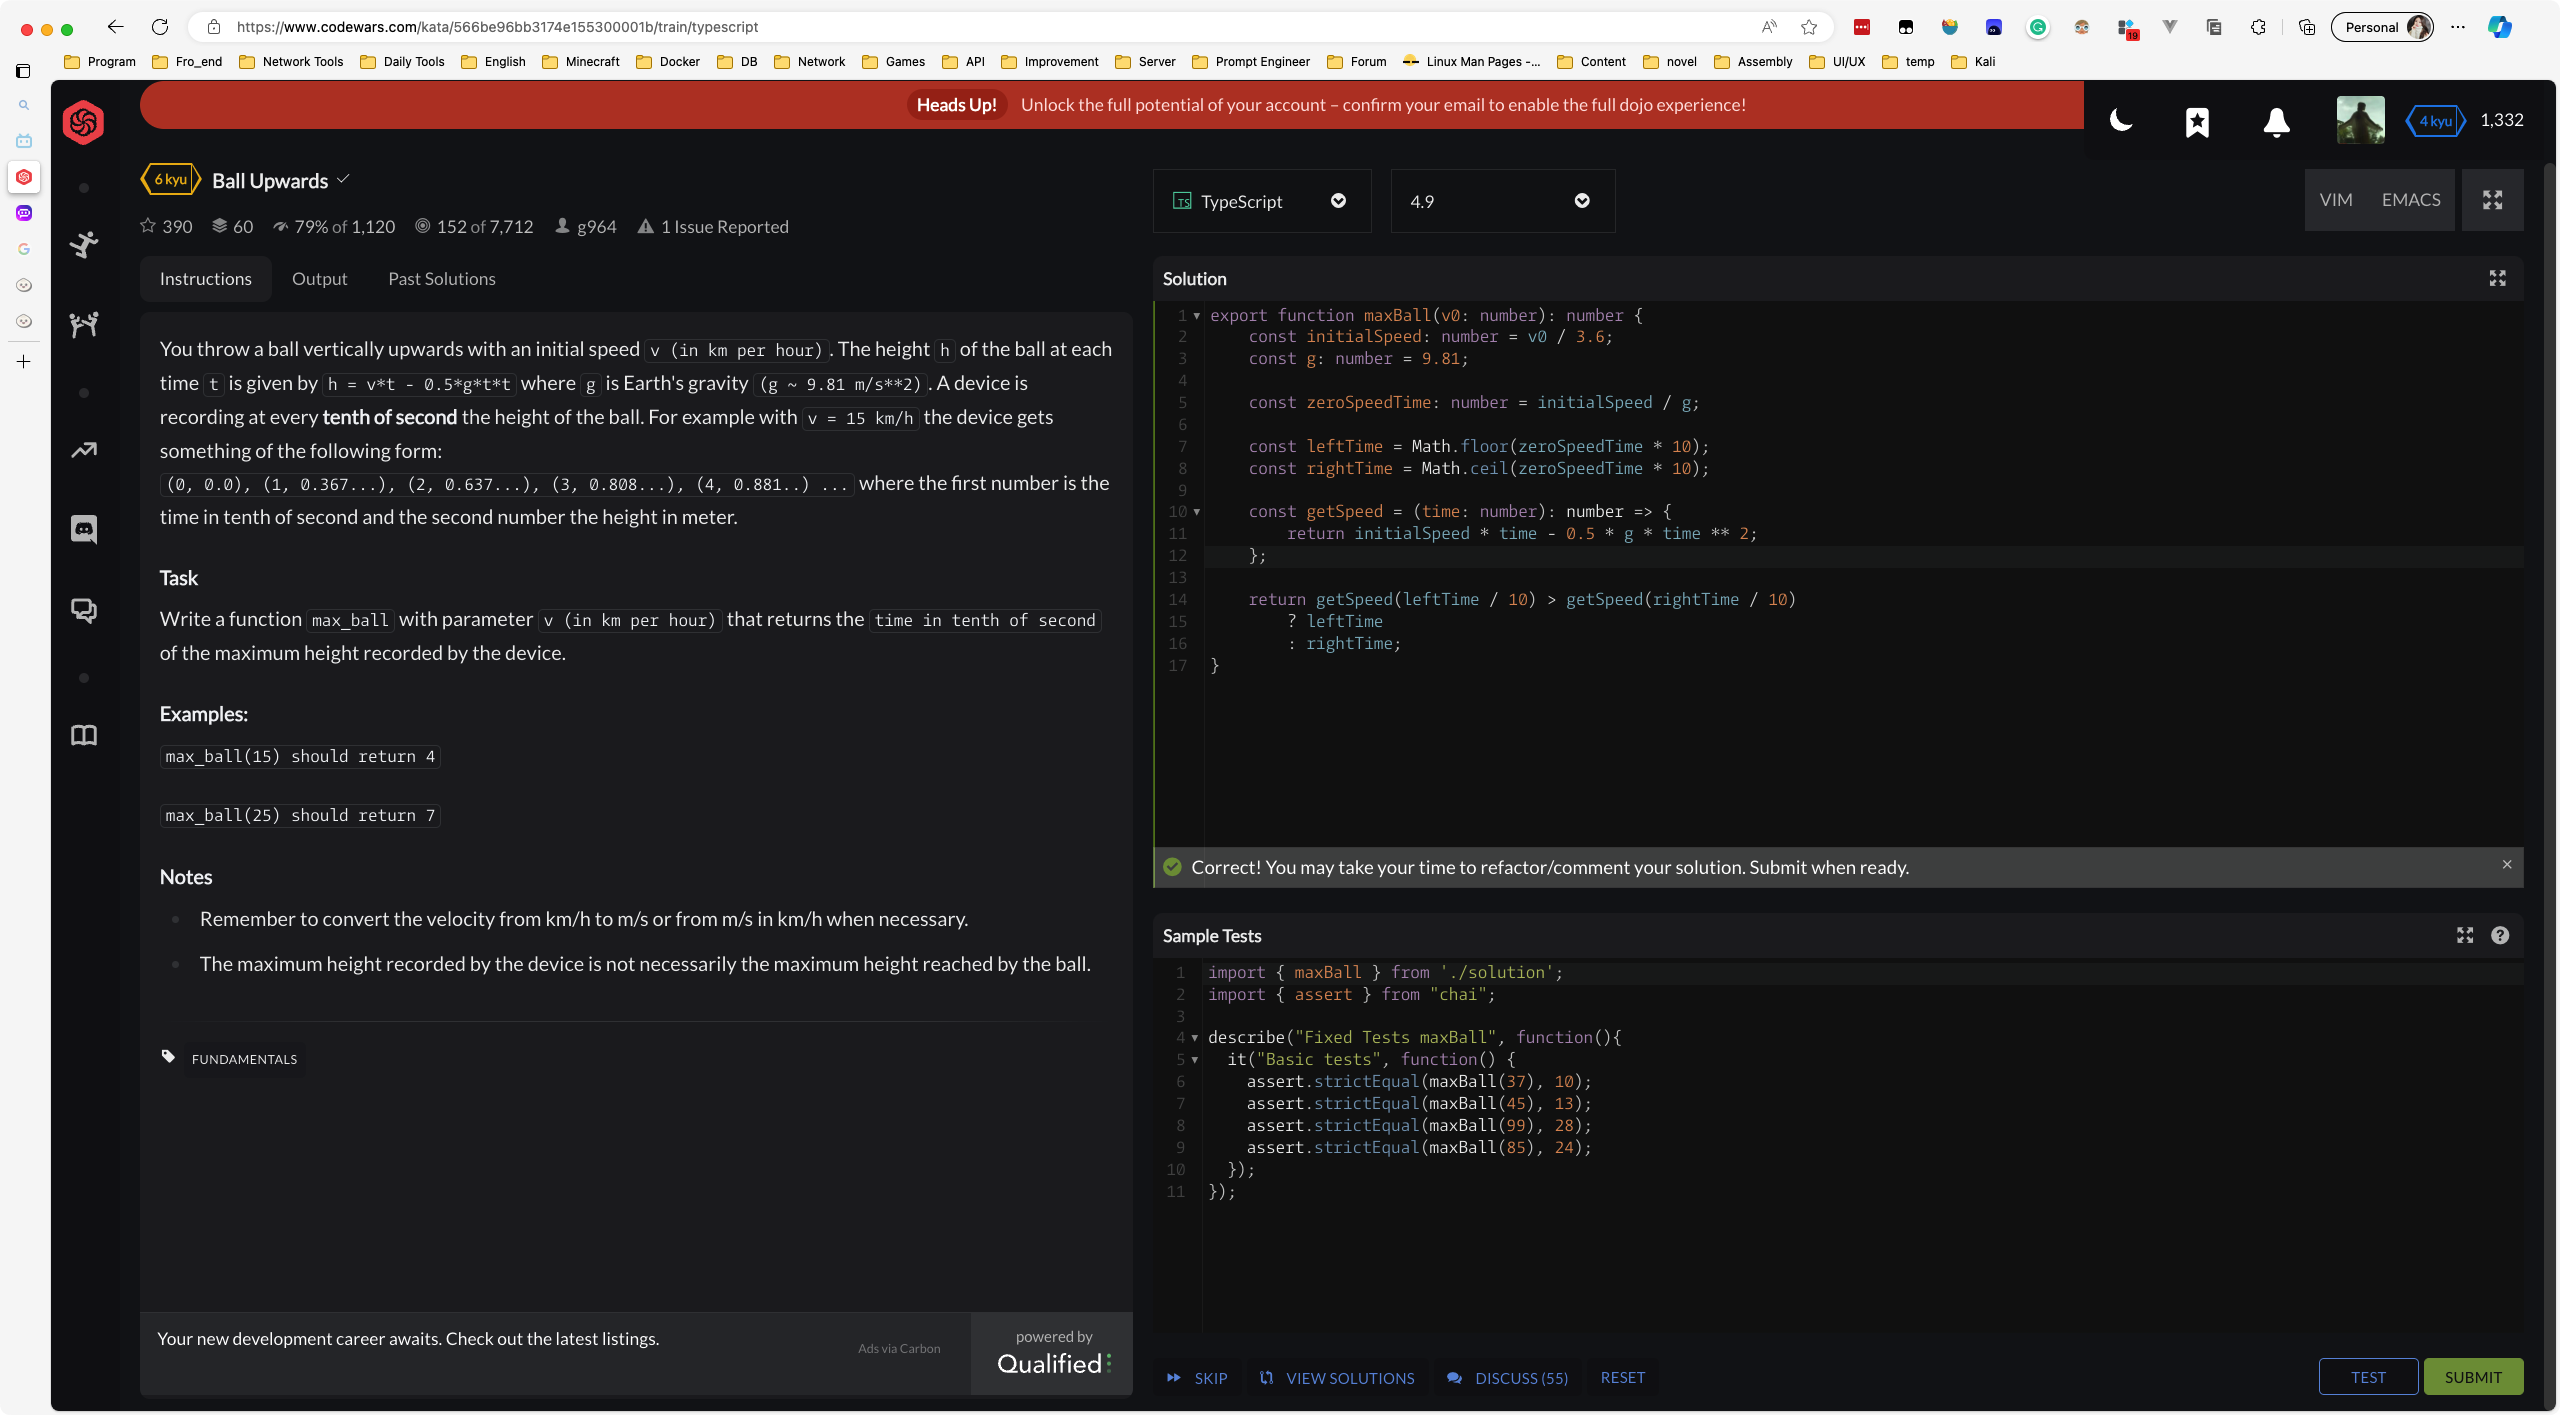 https://www.codewars.com/kata/566be96bb3174e155300001b/train/typescript
Personal
19
Program Fro_end Network Tools Daily Tools English Minecraft Docker DB Network Games API Improvement Server Prompt Engineer Forum Linux Man Pages -... Content novel Assembly UI/UX temp Kali
Heads Up! Unlock the full potential of your account – confirm your email to enable the full dojo experience!
4 kyu 1,332
6 kyu Ball Upwards
390 60 79% of 1,120 152 of 7,712 g964 1 Issue Reported
Instructions Output Past Solutions
You throw a ball vertically upwards with an initial speed v (in km per hour). The height h of the ball at each
time t is given by h = v*t - 0.5*g*t*t where g is Earth's gravity (g ~ 9.81 m/s**2). A device is
recording at every tenth of second the height of the ball. For example with v = 15 km/h the device gets
something of the following form:
(0, 0.0), (1, 0.367...), (2, 0.637...), (3, 0.808...), (4, 0.881..) ... where the first number is the
time in tenth of second and the second number the height in meter.
Task
Write a function max_ball with parameter v (in km per hour) that returns the time in tenth of second
of the maximum height recorded by the device.
Examples:
max_ball(15) should return 4
max_ball(25) should return 7
Notes
Remember to convert the velocity from km/h to m/s or from m/s in km/h when necessary.
The maximum height recorded by the device is not necessarily the maximum height reached by the ball.
FUNDAMENTALS
Your new development career awaits. Check out the latest listings.
Ads via Carbon
powered by
Qualified
TS TypeScript
4.9
VIM EMACS
Solution
1 export function maxBall(v0: number): number {
2 const initialSpeed: number = v0 / 3.6;
3 const g: number = 9.81;
4
5 const zeroSpeedTime: number = initialSpeed / g;
6
7 const leftTime = Math.floor(zeroSpeedTime * 10);
8 const rightTime = Math.ceil(zeroSpeedTime * 10);
9
10 const getSpeed = (time: number): number => {
11 return initialSpeed * time - 0.5 * g * time ** 2;
12 };
13
14 return getSpeed(leftTime / 10) > getSpeed(rightTime / 10)
15 ? leftTime
16 : rightTime;
17 }
Correct! You may take your time to refactor/comment your solution. Submit when ready.
Sample Tests
1 import { maxBall } from './solution';
2 import { assert } from "chai";
3
4 describe("Fixed Tests maxBall", function(){
5 it("Basic tests", function() {
6 assert.strictEqual(maxBall(37), 10);
7 assert.strictEqual(maxBall(45), 13);
8 assert.strictEqual(maxBall(99), 28);
9 assert.strictEqual(maxBall(85), 24);
10 });
11 });
SKIP VIEW SOLUTIONS DISCUSS (55) RESET
TEST SUBMIT